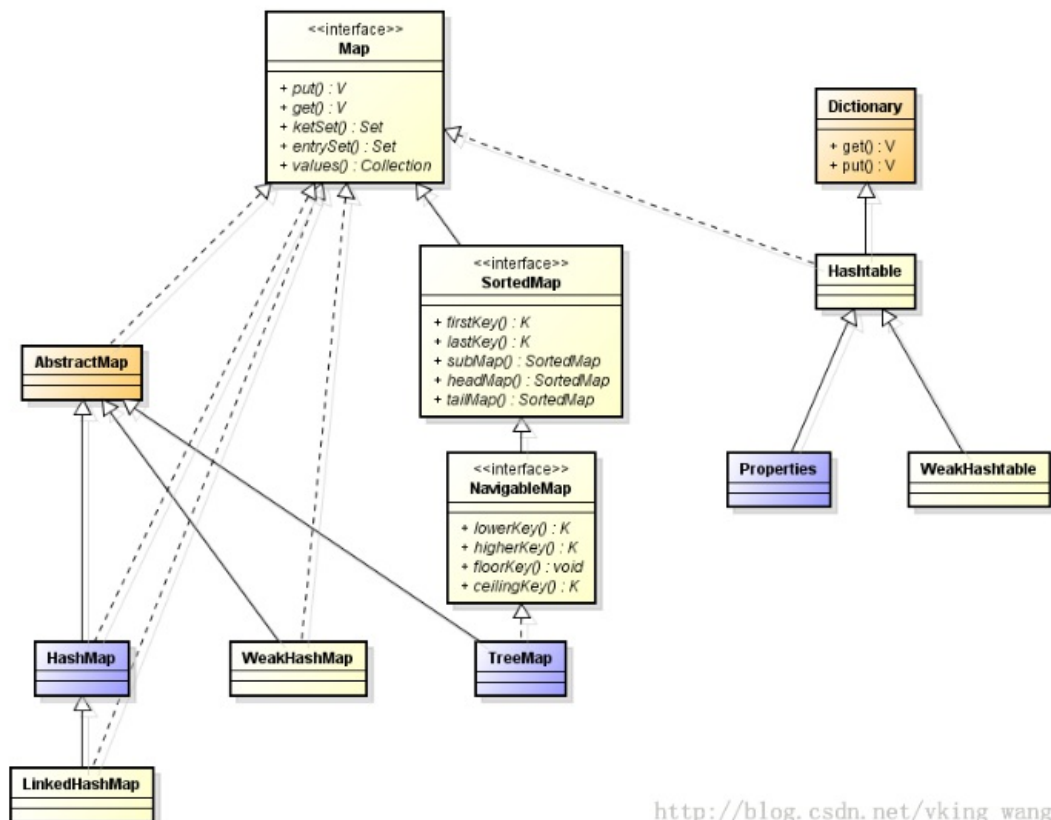 <<interface>>
Map
+ put() : V
+ get() : V
+ ketSet() : Set
+ entrySet() : Set
+ values() : Collection
Dictionary
+ get() : V
+ put() : V
<<interface>>
SortedMap
+ firstKey() : K
+ lastKey() : K
+ subMap() : SortedMap
+ headMap() : SortedMap
+ tailMap() : SortedMap
Hashtable
AbstractMap
<<interface>>
NavigableMap
+ lowerKey() : K
+ higherKey() : K
+ floorKey() : void
+ ceilingKey() : K
Properties
WeakHashtable
HashMap
WeakHashMap
TreeMap
LinkedHashMap
http://blog.csdn.net/vking_wang